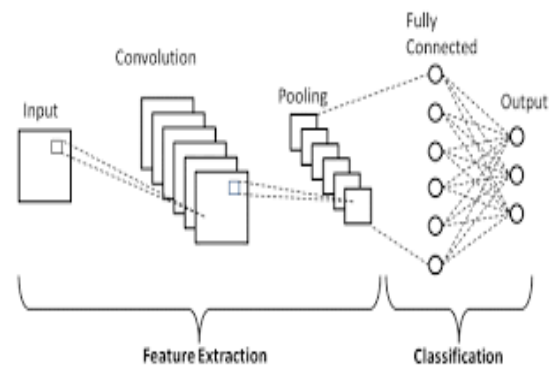 Input
Convolution
Pooling
Fully
Connected
Output
Feature Extraction
Classification